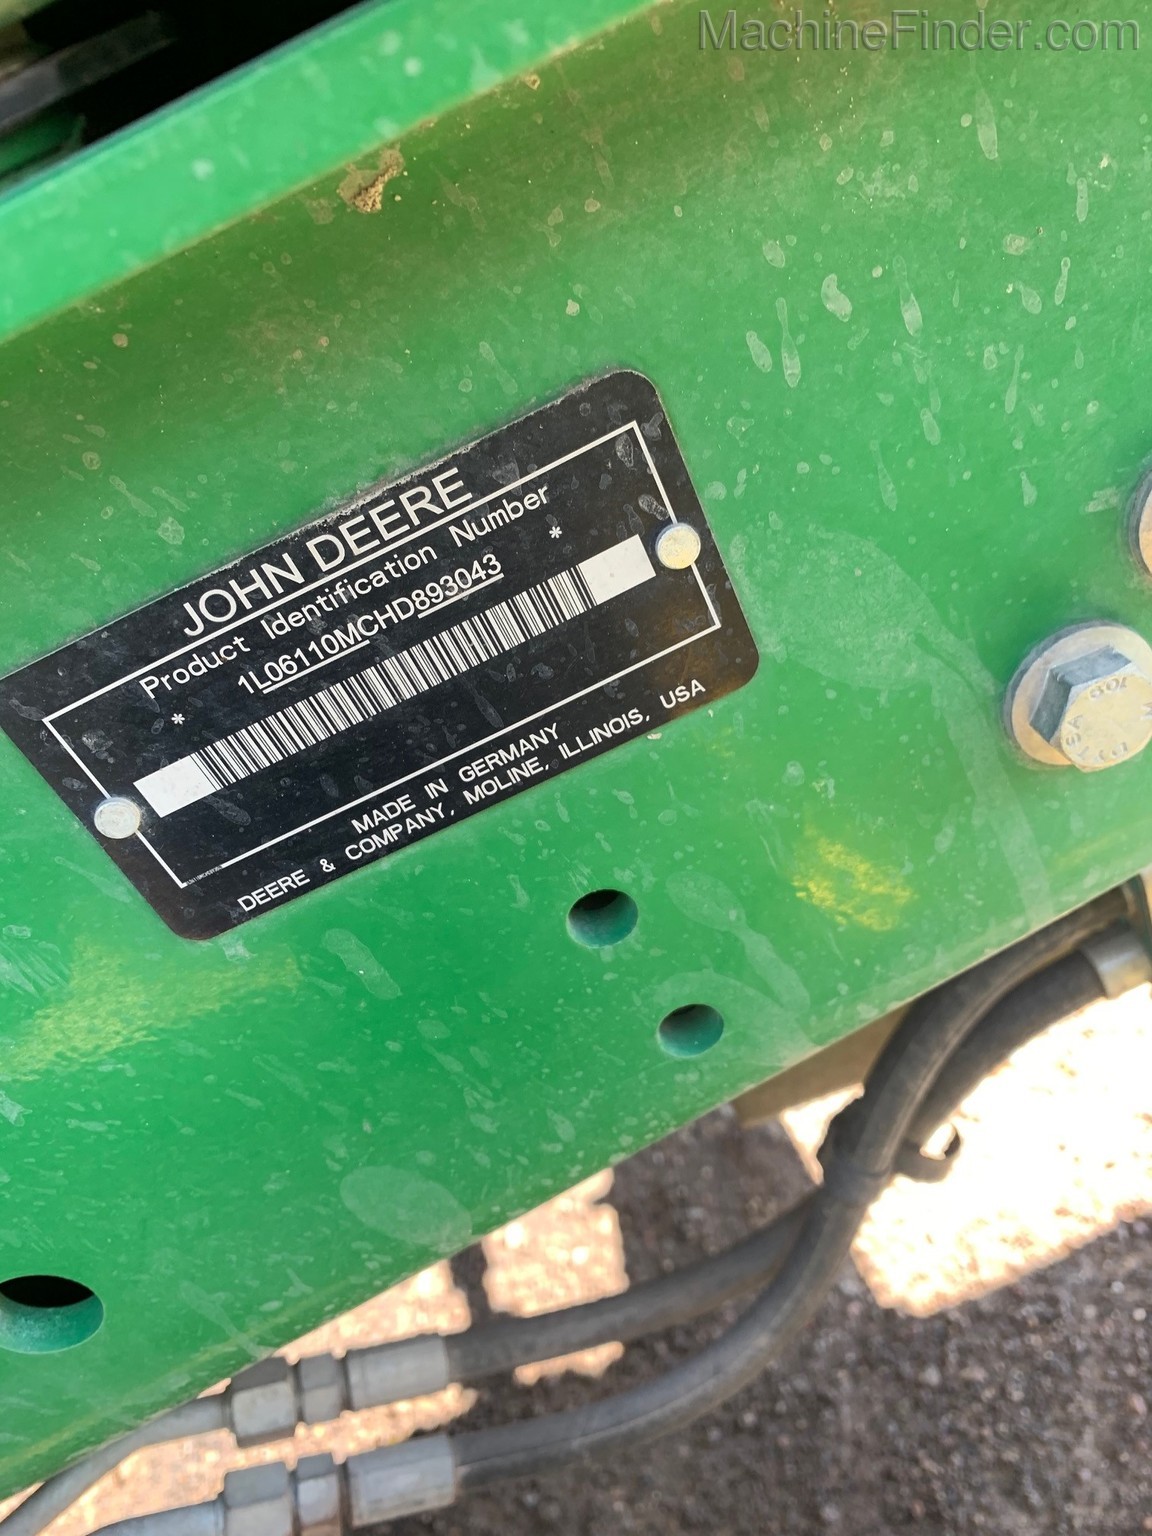 MachineFinder.com
JOHN DEERE
Product Identification Number
* 1L06110MCHD893043 *
MADE IN GERMANY
DEERE & COMPANY, MOLINE, ILLINOIS, USA